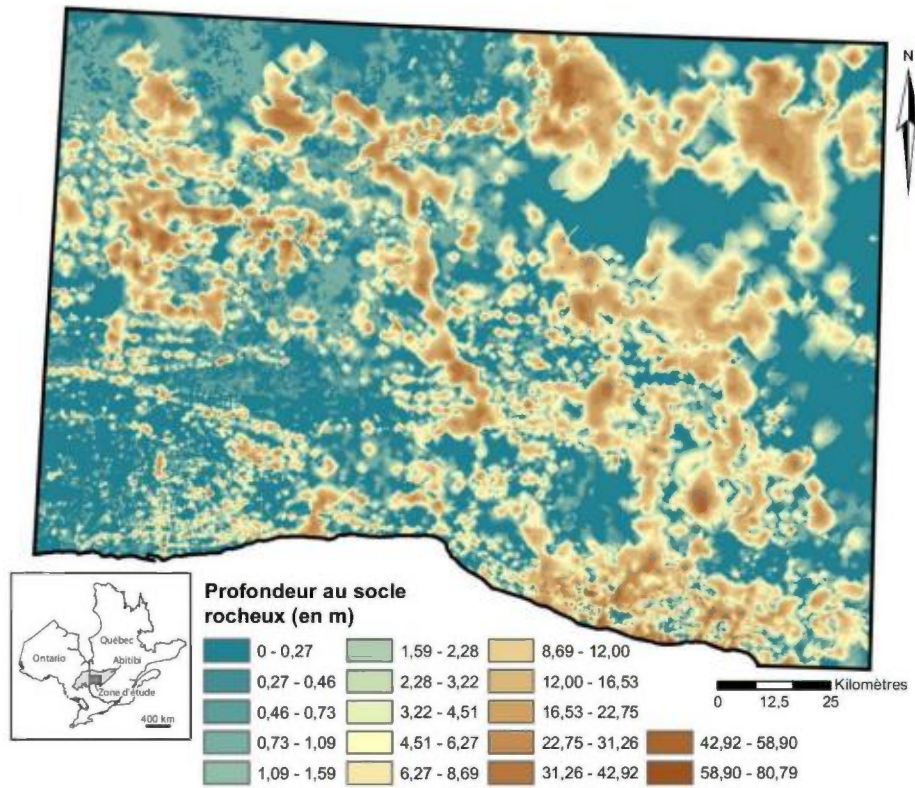 N
Profondeur au socle
rocheux (en m)
0 - 0,27
0,27 - 0,46
0,46 - 0,73
0,73 - 1,09
1,09 - 1,59
1,59 - 2,28
2,28 - 3,22
3,22 - 4,51
4,51 - 6,27
6,27 - 8,69
8,69 - 12,00
12,00 - 16,53
16,53 - 22,75
22,75 - 31,26
31,26 - 42,92
42,92 - 58,90
58,90 - 80,79
Kilomètres
0 12,5 25
Québec
Ontario
Abitibi
Zone d'étude
400 km